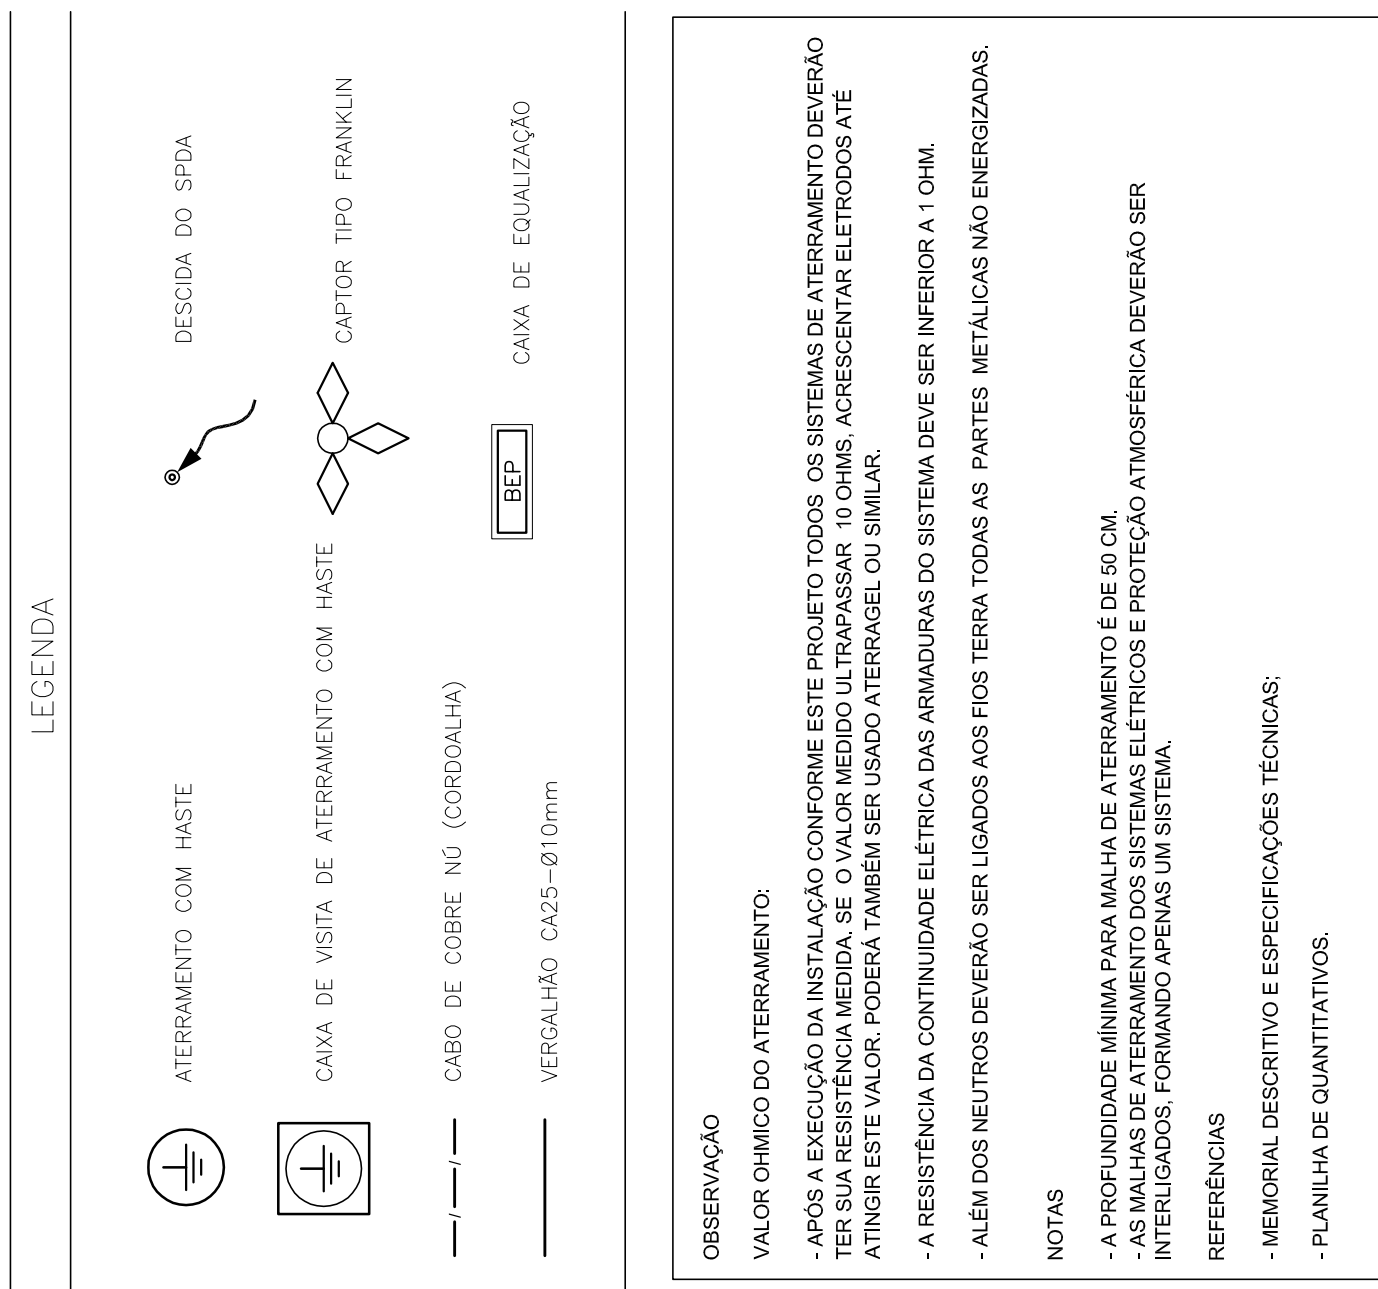 LEGENDA
ATERRAMENTO COM HASTE
DESCIDA DO SPDA
CAIXA DE VISITA DE ATERRAMENTO COM HASTE
CAPTOR TIPO FRANKLIN
CABO DE COBRE NÚ (CORDOALHA)
BEP
CAIXA DE EQUALIZAÇÃO
VERGALHÃO CA25-Ø10mm
OBSERVAÇÃO
VALOR OHMICO DO ATERRAMENTO:
- APÓS A EXECUÇÃO DA INSTALAÇÃO CONFORME ESTE PROJETO TODOS OS SISTEMAS DE ATERRAMENTO DEVERÃO
TER SUA RESISTÊNCIA MEDIDA. SE O VALOR MEDIDO ULTRAPASSAR 10 OHMS, ACRESCENTAR ELETRODOS ATÉ
ATINGIR ESTE VALOR. PODERÁ TAMBÉM SER USADO ATERRAGEL OU SIMILAR.
- A RESISTÊNCIA DA CONTINUIDADE ELÉTRICA DAS ARMADURAS DO SISTEMA DEVE SER INFERIOR A 1 OHM.
- ALÉM DOS NEUTROS DEVERÃO SER LIGADOS AOS FIOS TERRA TODAS AS PARTES METÁLICAS NÃO ENERGIZADAS.
NOTAS
- A PROFUNDIDADE MÍNIMA PARA MALHA DE ATERRAMENTO É DE 50 CM.
- AS MALHAS DE ATERRAMENTO DOS SISTEMAS ELÉTRICOS E PROTEÇÃO ATMOSFÉRICA DEVERÃO SER
INTERLIGADOS, FORMANDO APENAS UM SISTEMA.
REFERÊNCIAS
- MEMORIAL DESCRITIVO E ESPECIFICAÇÕES TÉCNICAS;
- PLANILHA DE QUANTITATIVOS.